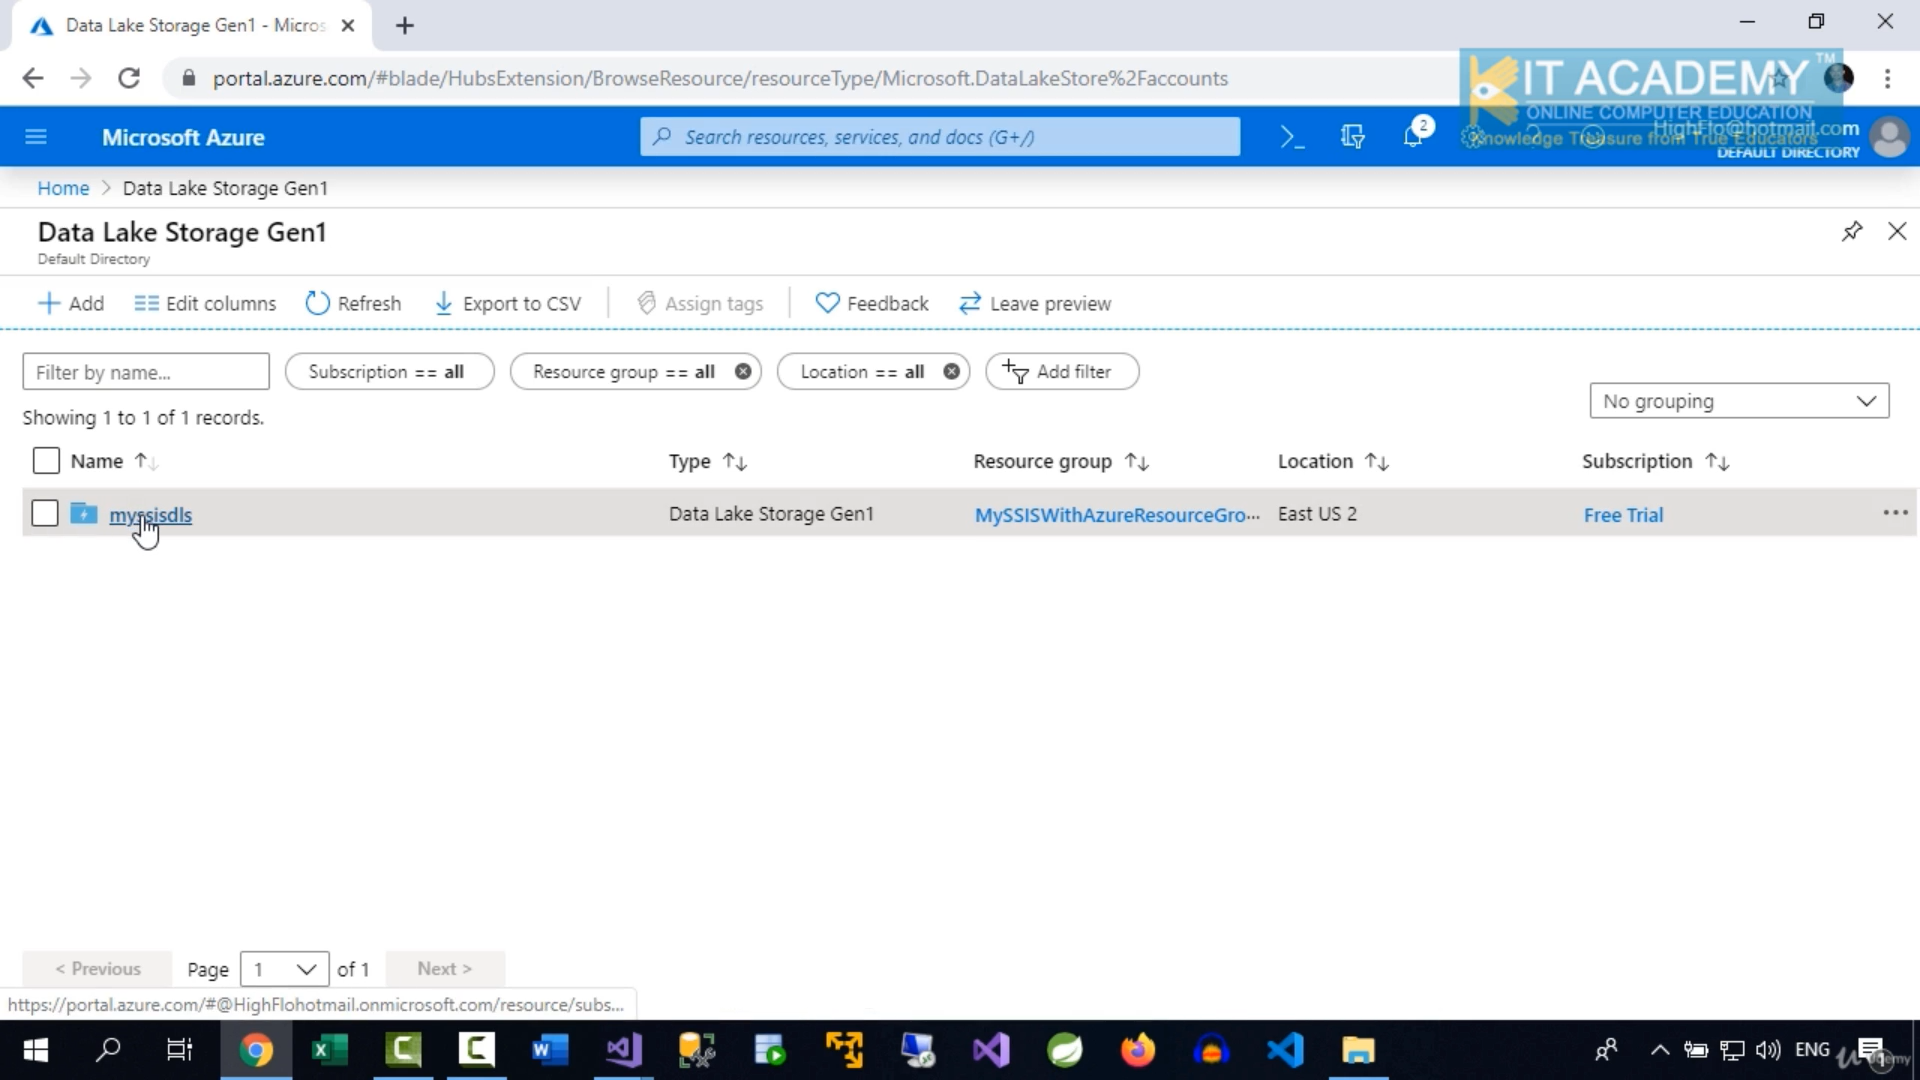 Data Lake Storage Gen1 - Micros
portal.azure.com/#blade/HubsExtension/BrowseResource/resourceType/Microsoft.DataLakeStore%2Faccounts
KIT ACADEMY™
ONLINE COMPUTER EDUCATION
Knowledge Treasure from True Educators
Microsoft Azure
Search resources, services, and docs (G+/)
2
HighFlo@hotmail.com
DEFAULT DIRECTORY
Home > Data Lake Storage Gen1
Data Lake Storage Gen1
Default Directory
Add
Edit columns
Refresh
Export to CSV
Assign tags
Feedback
Leave preview
Filter by name...
Subscription == all
Resource group == all
Location == all
Add filter
Showing 1 to 1 of 1 records.
No grouping
Name
Type
Resource group
Location
Subscription
myssisdls
Data Lake Storage Gen1
MySSISWithAzureResourceGro...
East US 2
Free Trial
< Previous
Page 1 of 1
Next >
https://portal.azure.com/#@HighFlohotmail.onmicrosoft.com/resource/subs...
ENG
udemy